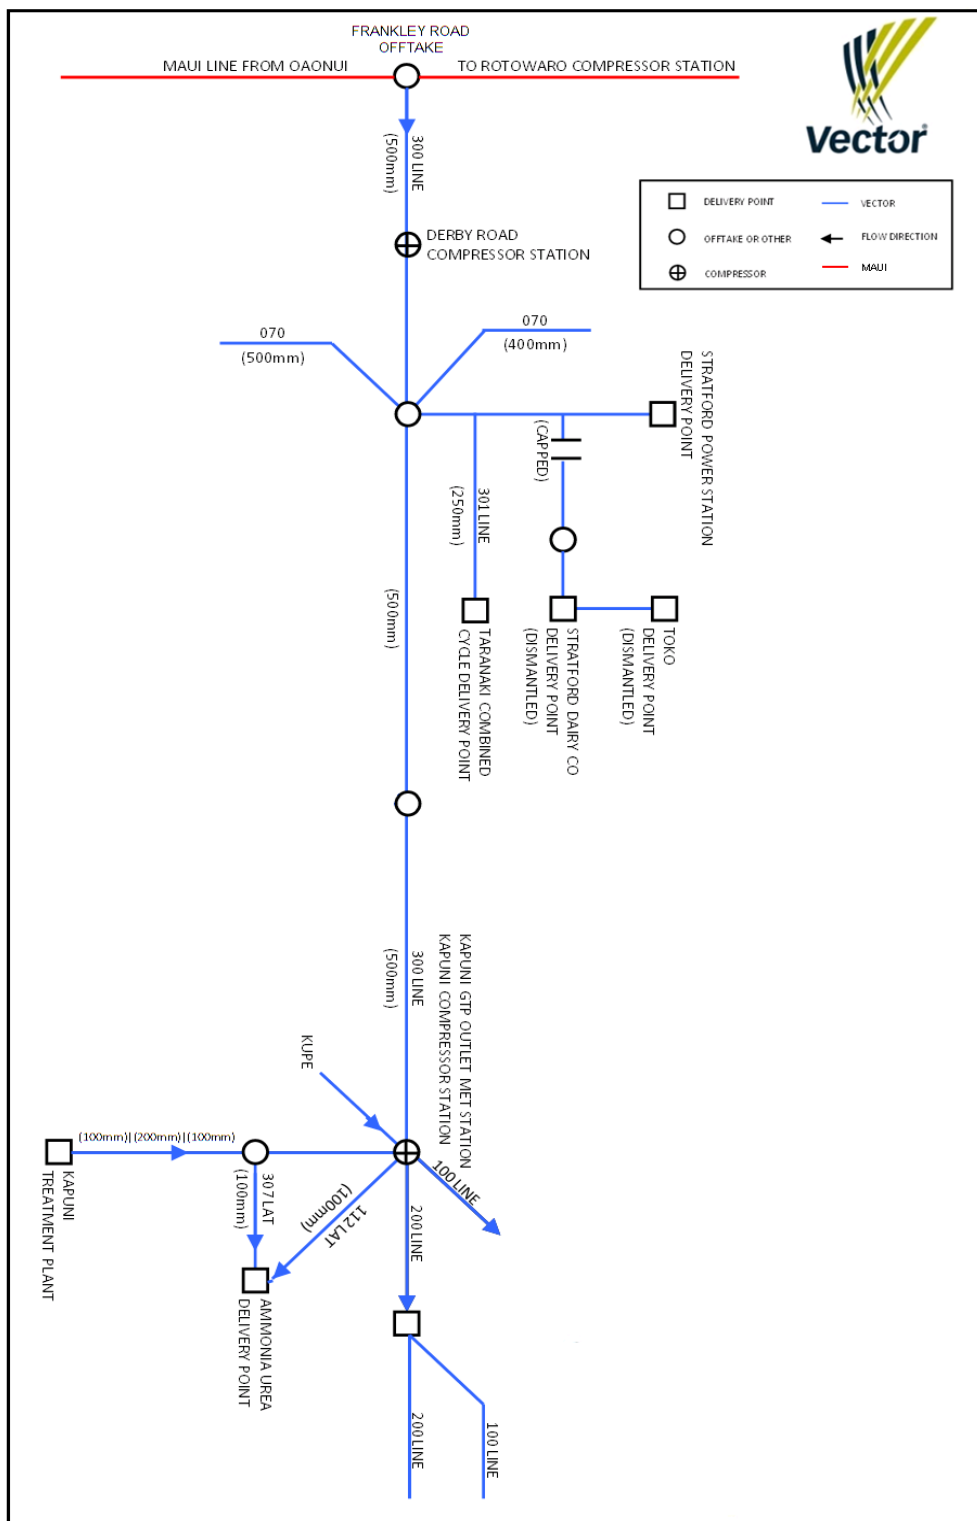 FRANKLEY ROAD
OFFTAKE
MAUI LINE FROM OAONUI
TO ROTOWARO COMPRESSOR STATION
Vector
DELIVERY POINT
VECTOR
OFFTAKE OR OTHER
FLOW DIRECTION
COMPRESSOR
MAUI
300 LINE
(500mm)
DERBY ROAD
COMPRESSOR STATION
070
(500mm)
070
(400mm)
STRATFORD POWER STATION
DELIVERY POINT
(CAPPED)
301 LINE
(250mm)
(500mm)
TARANAKI COMBINED
CYCLE DELIVERY POINT
STRATFORD DAIRY CO
DELIVERY POINT
(DISMANTLED)
TOKO
DELIVERY POINT
(DISMANTLED)
300 LINE
(500mm)
KAPUNI GTP OUTLET MET STATION
KAPUNI COMPRESSOR STATION
KUPE
(100mm)|(200mm)|(100mm)
KAPUNI
TREATMENT PLANT
307 LAT
(100mm)
112 LAT
(100mm)
200 LINE
100 LINE
AMMONIA UREA
DELIVERY POINT
200 LINE
100 LINE